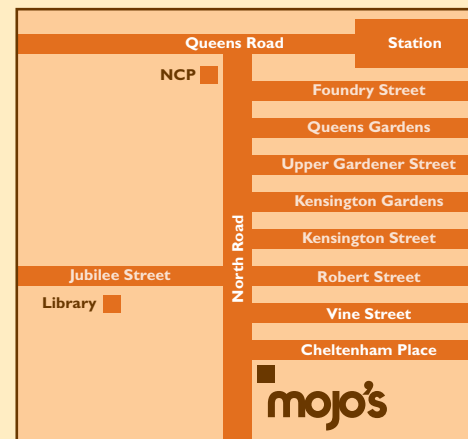 Queens Road
Station
NCP
Foundry Street
Queens Gardens
Upper Gardener Street
Kensington Gardens
Kensington Street
North Road
Jubilee Street
Robert Street
Library
Vine Street
Cheltenham Place
mojo's